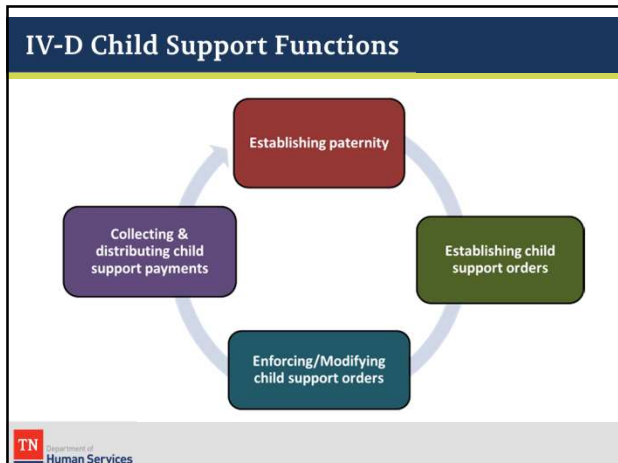 IV-D Child Support Functions
Establishing paternity
Establishing child
support orders
Enforcing/Modifying
child support orders
Collecting &
distributing child
support payments
TN
Department of
Human Services